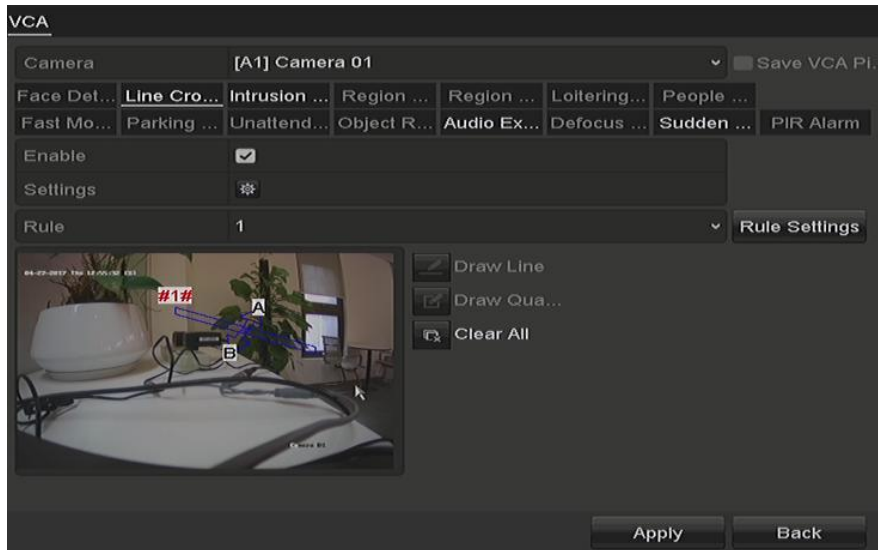 VCA
Camera [A1] Camera 01 Save VCA Pi.
Face Det... Line Cro... Intrusion ... Region ... Region ... Loitering... People ...
Fast Mo... Parking ... Unattend... Object R... Audio Ex... Defocus ... Sudden ... PIR Alarm
Enable
Settings
Rule 1 Rule Settings
#1#
A
B
Camera 01
Draw Line
Draw Qua...
Clear All
Apply Back